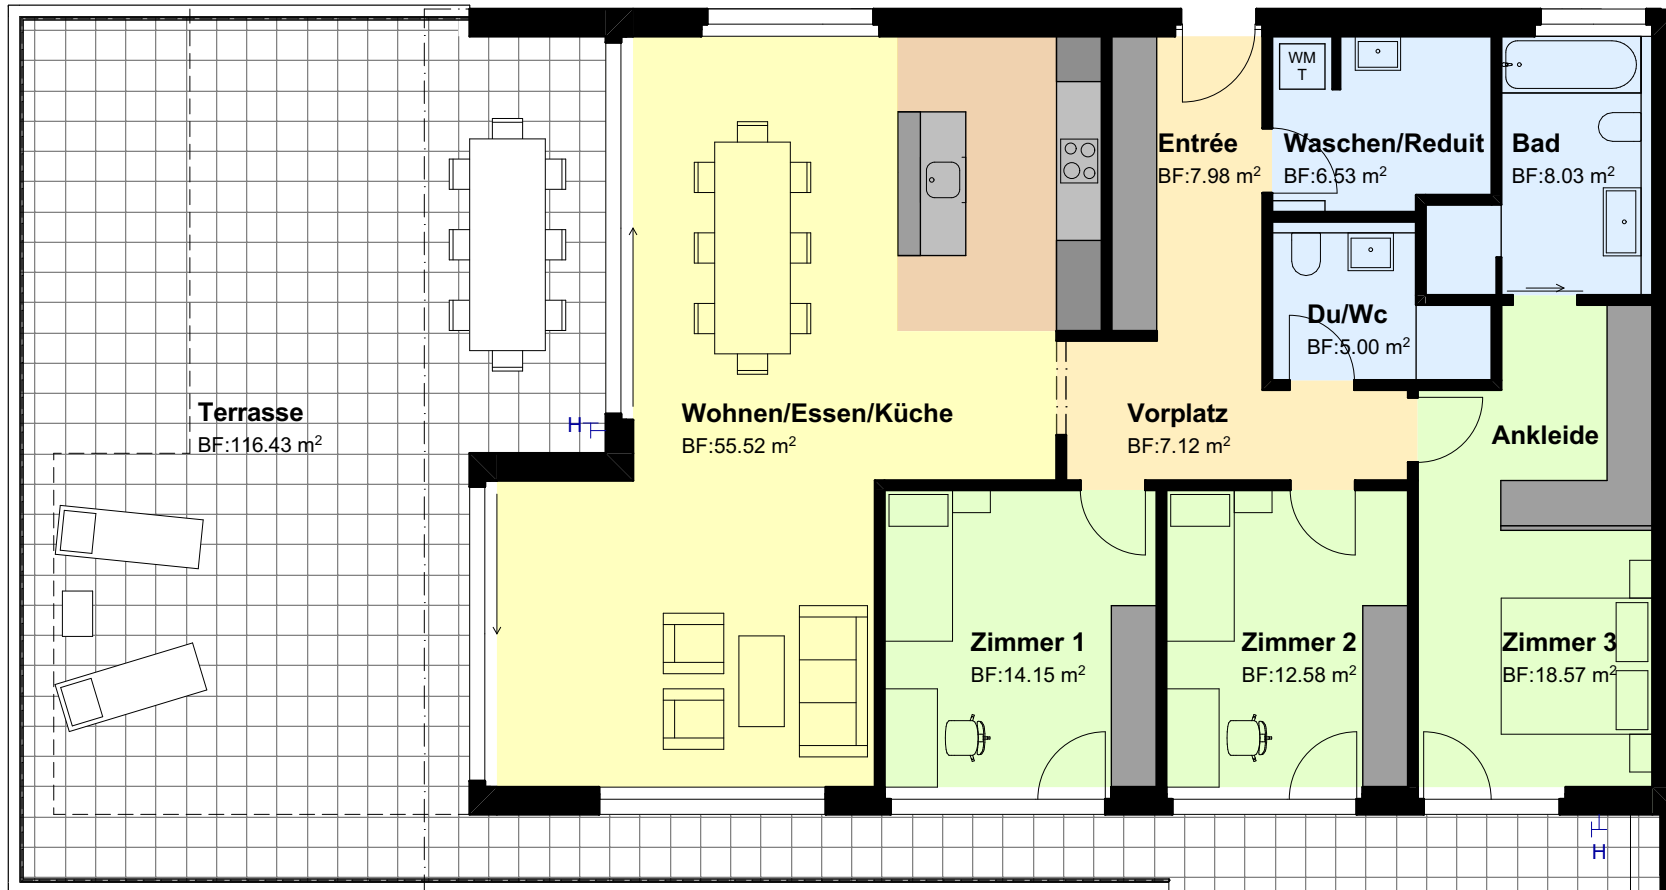 WM
T
Entrée
BF:7.98 m²
Waschen/Reduit
BF:6.53 m²
Bad
BF:8.03 m²
Du/Wc
BF:5.00 m²
Terrasse
BF:116.43 m²
H
Wohnen/Essen/Küche
BF:55.52 m²
Vorplatz
BF:7.12 m²
Ankleide
Zimmer 1
BF:14.15 m²
Zimmer 2
BF:12.58 m²
Zimmer 3
BF:18.57 m²
H